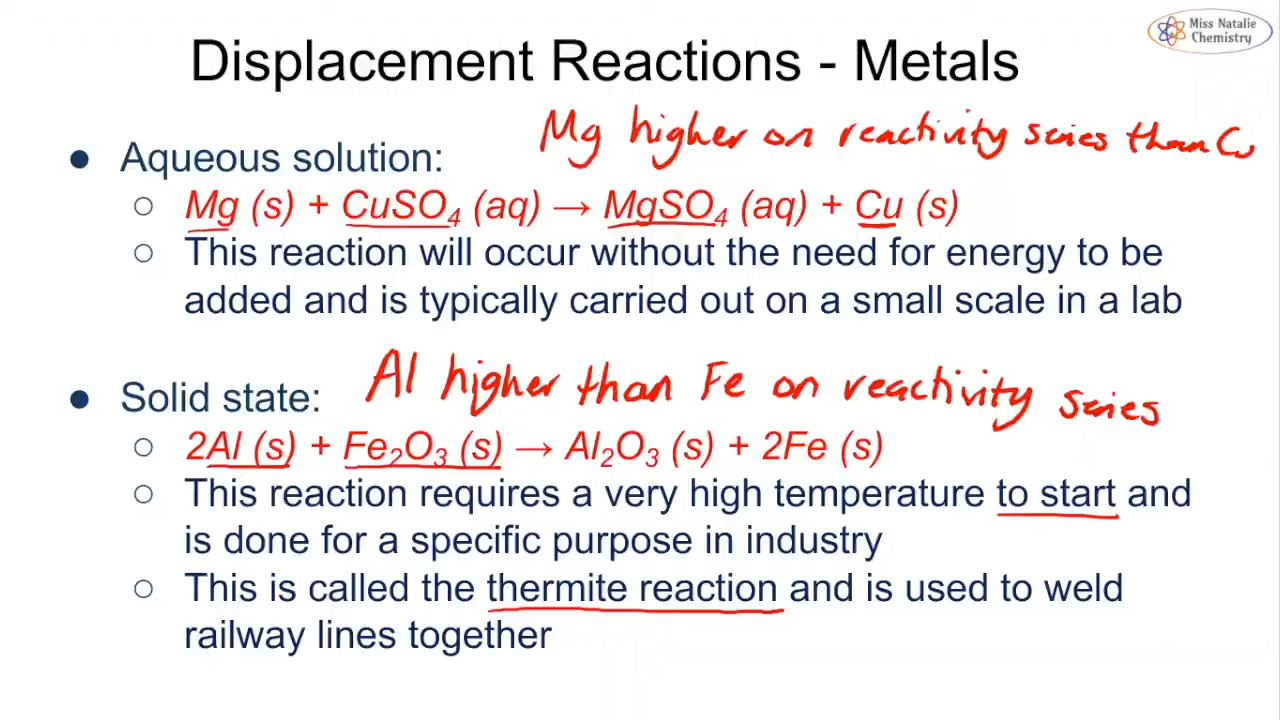 Miss Natalie
Chemistry
Displacement Reactions - Metals
Mg higher on reactivity series than Cu
● Aqueous solution:
○ Mg (s) + CuSO₄ (aq) → MgSO₄ (aq) + Cu (s)
○ This reaction will occur without the need for energy to be
added and is typically carried out on a small scale in a lab
Al higher than Fe on reactivity series
● Solid state:
○ 2Al (s) + Fe₂O₃ (s) → Al₂O₃ (s) + 2Fe (s)
○ This reaction requires a very high temperature to start and
is done for a specific purpose in industry
○ This is called the thermite reaction and is used to weld
railway lines together